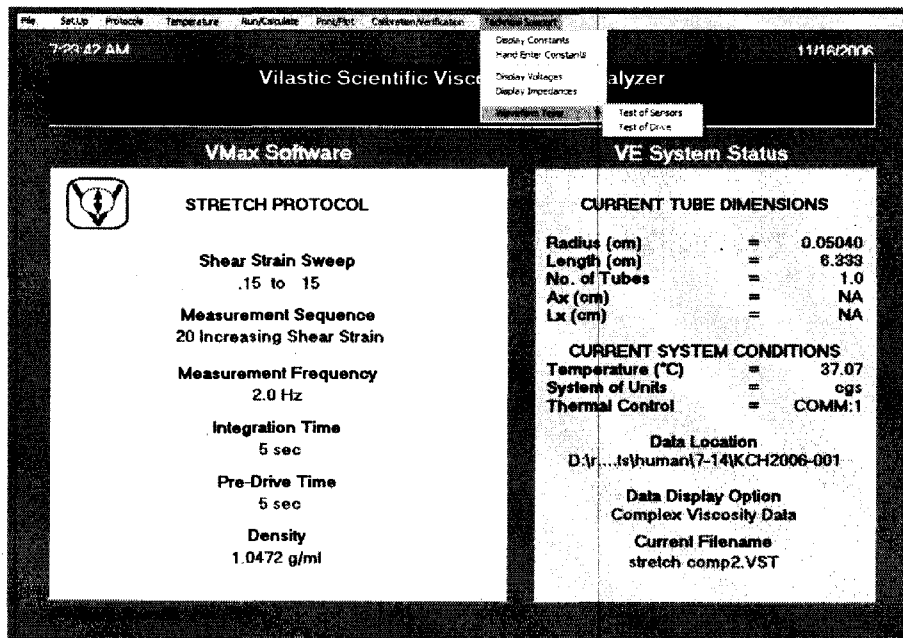 File SetUp Protocols Temperature Run/Calculate Print/Plot Calibration/Verification Technical Support
7:23:42 AM
11/16/2006
Display Constants
Hand Enter Constants
Display Voltages
Display Impedances
Waveform Tests
Test of Sensors
Test of Drive
Vilastic Scientific Visc alyzer
VMax Software
STRETCH PROTOCOL
Shear Strain Sweep
.15 to 15
Measurement Sequence
20 Increasing Shear Strain
Measurement Frequency
2.0 Hz
Integration Time
5 sec
Pre-Drive Time
5 sec
Density
1.0472 g/ml
VE System Status
CURRENT TUBE DIMENSIONS
Radius (cm) = 0.05040
Length (cm) = 6.333
No. of Tubes = 1.0
Ax (cm) = NA
Lx (cm) = NA
CURRENT SYSTEM CONDITIONS
Temperature (°C) = 37.07
System of Units = cgs
Thermal Control = COMM:1
Data Location
D:\r....ts\human\7-14\KCH2006-001
Data Display Option
Complex Viscosity Data
Current Filename
stretch comp2.VST